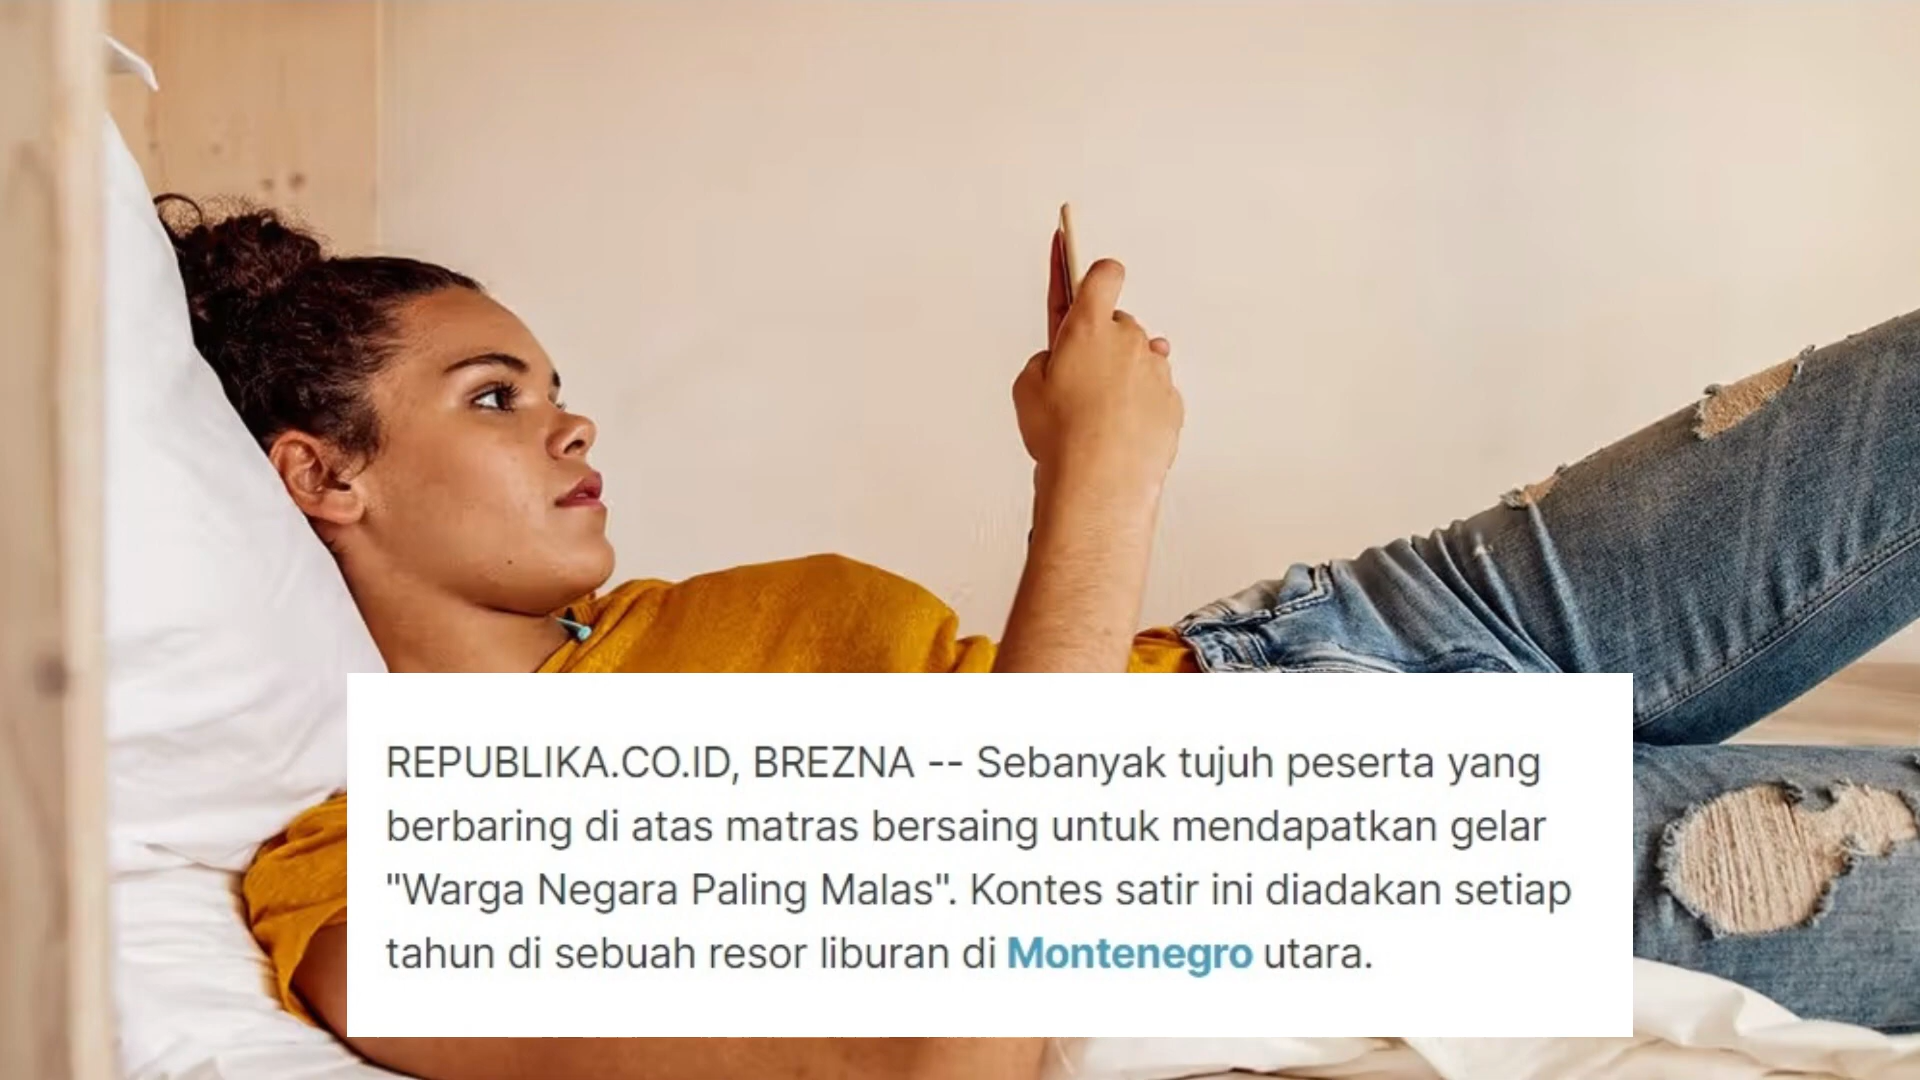 REPUBLIKA.CO.ID, BREZNA -- Sebanyak tujuh peserta yang
berbaring di atas matras bersaing untuk mendapatkan gelar
"Warga Negara Paling Malas". Kontes satir ini diadakan setiap
tahun di sebuah resor liburan di Montenegro utara.